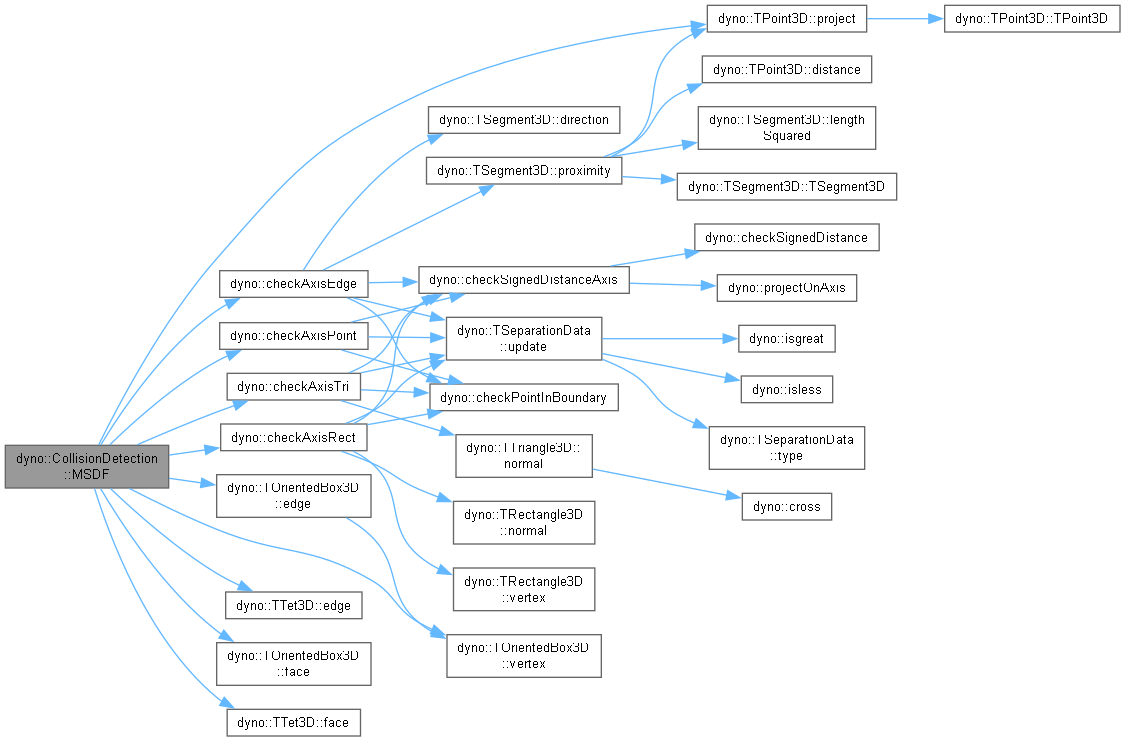 dyno::TPoint3D::project
dyno::TPoint3D::TPoint3D
dyno::TPoint3D::distance
dyno::TSegment3D::direction
dyno::TSegment3D::length
Squared
dyno::TSegment3D::proximity
dyno::TSegment3D::TSegment3D
dyno::checkSignedDistance
dyno::checkAxisEdge
dyno::checkSignedDistanceAxis
dyno::projectOnAxis
dyno::checkAxisPoint
dyno::TSeparationData
::update
dyno::isgreat
dyno::checkAxisTri
dyno::checkPointInBoundary
dyno::isless
dyno::checkAxisRect
dyno::TTriangle3D::
normal
dyno::TSeparationData
::type
dyno::CollisionDetection
::MSDF
dyno::TOrientedBox3D
::edge
dyno::TRectangle3D
::normal
dyno::cross
dyno::TTet3D::edge
dyno::TRectangle3D
::vertex
dyno::TOrientedBox3D
::face
dyno::TOrientedBox3D
::vertex
dyno::TTet3D::face